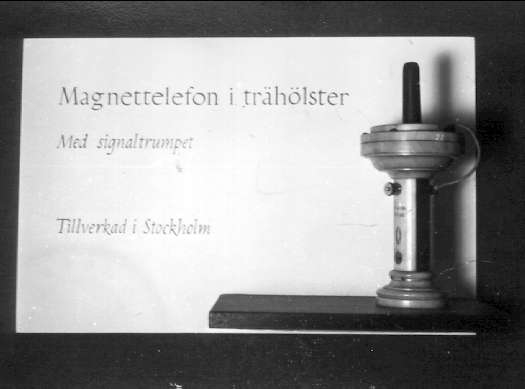 Magnettelefon i trähölster
Med signaltrumpet
Tillverkad i Stockholm